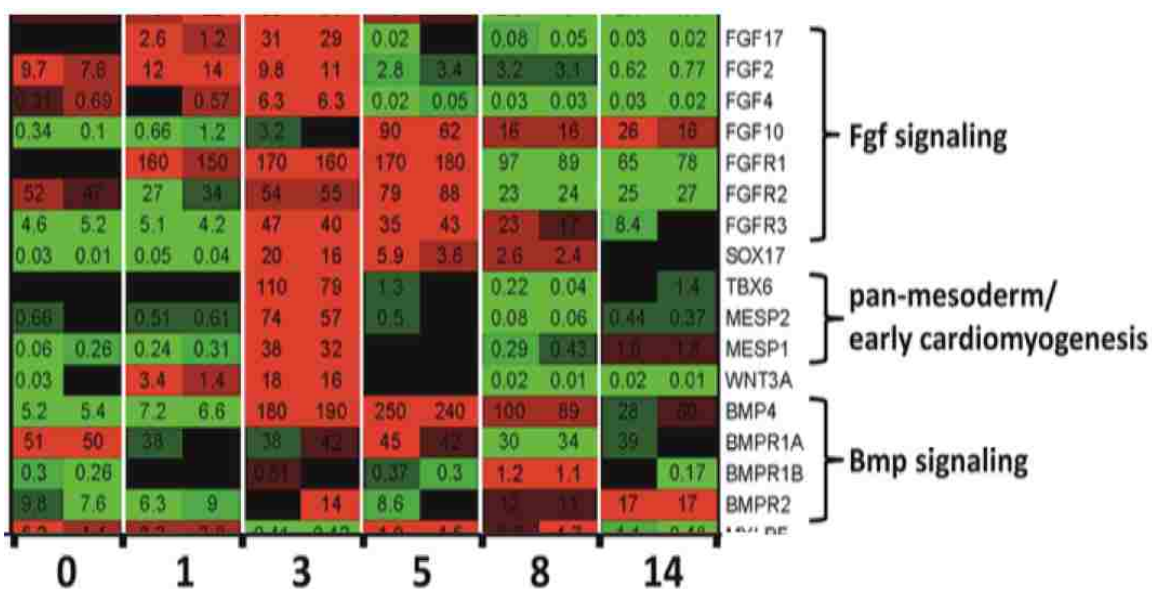 2.6 1.2 31 29 0.02 0.08 0.05 0.03 0.02 FGF17
9.7 7.6 12 14 9.8 11 2.8 3.4 3.2 3.1 0.62 0.77 FGF2
0.31 0.69 0.57 6.3 6.3 0.02 0.05 0.03 0.03 0.03 0.02 FGF4
0.34 0.1 0.66 1.2 3.2 90 62 16 16 26 16 FGF10
Fgf signaling
160 150 170 160 170 180 97 89 65 78 FGFR1
52 47 27 34 54 55 79 88 23 24 25 27 FGFR2
4.6 5.2 5.1 4.2 47 40 35 43 23 17 8.4 FGFR3
0.03 0.01 0.05 0.04 20 16 5.9 3.6 2.6 2.4 SOX17
110 79 1.3 0.22 0.04 1.4 TBX6
0.66 0.51 0.61 74 57 0.5 0.08 0.06 0.44 0.37 MESP2
pan-mesoderm/
early cardiomyogenesis
0.06 0.26 0.24 0.31 38 32 0.29 0.43 MESP1
0.03 3.4 1.4 18 16 0.02 0.01 0.02 0.01 WNT3A
5.2 5.4 7.2 6.6 180 190 250 240 100 89 28 BMP4
51 50 38 38 42 45 42 30 34 39 BMPR1A
0.3 0.26 0.37 0.3 1.2 1.1 0.17 BMPR1B
Bmp signaling
9.8 7.6 6.3 9 14 8.6 11 17 17 BMPR2
0 1 3 5 8 14